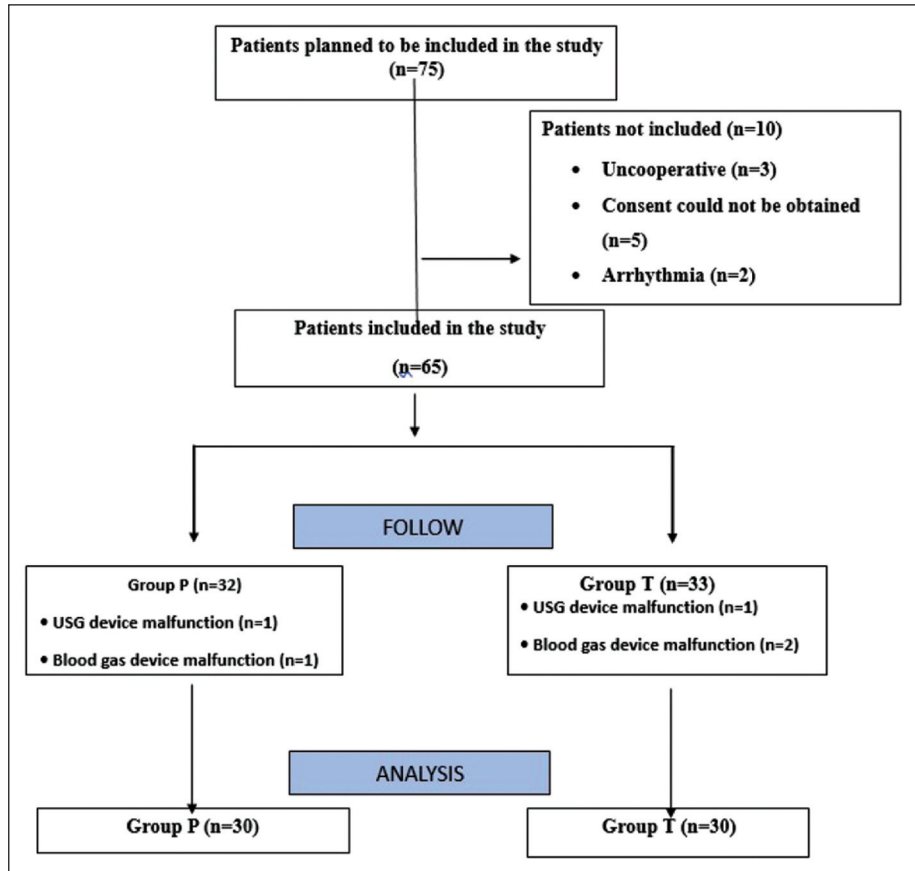 Patients planned to be included in the study
(n=75)
Patients not included (n=10)
• Uncooperative (n=3)
• Consent could not be obtained
(n=5)
• Arrhythmia (n=2)
Patients included in the study
(n=65)
FOLLOW
Group P (n=32)
• USG device malfunction (n=1)
• Blood gas device malfunction (n=1)
Group T (n=33)
• USG device malfunction (n=1)
• Blood gas device malfunction (n=2)
ANALYSIS
Group P (n=30)
Group T (n=30)